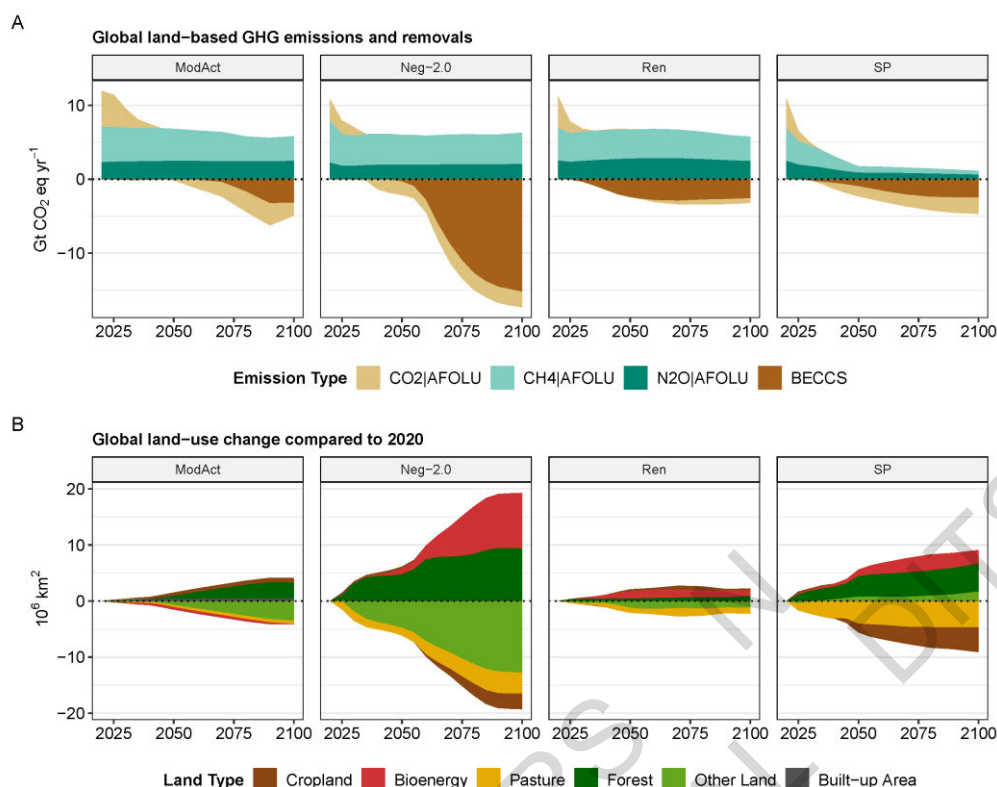 A
Global land-based GHG emissions and removals
ModAct Neg-2.0 Ren SP
Gt CO₂ eq yr⁻¹
10
0
−10
2025 2050 2075 2100 2025 2050 2075 2100 2025 2050 2075 2100 2025 2050 2075 2100
Emission Type CO2|AFOLU CH4|AFOLU N2O|AFOLU BECCS
B
Global land-use change compared to 2020
ModAct Neg-2.0 Ren SP
10⁶ km²
20
10
0
−10
−20
2025 2050 2075 2100 2025 2050 2075 2100 2025 2050 2075 2100 2025 2050 2075 2100
Land Type Cropland Bioenergy Pasture Forest Other Land Built-up Area